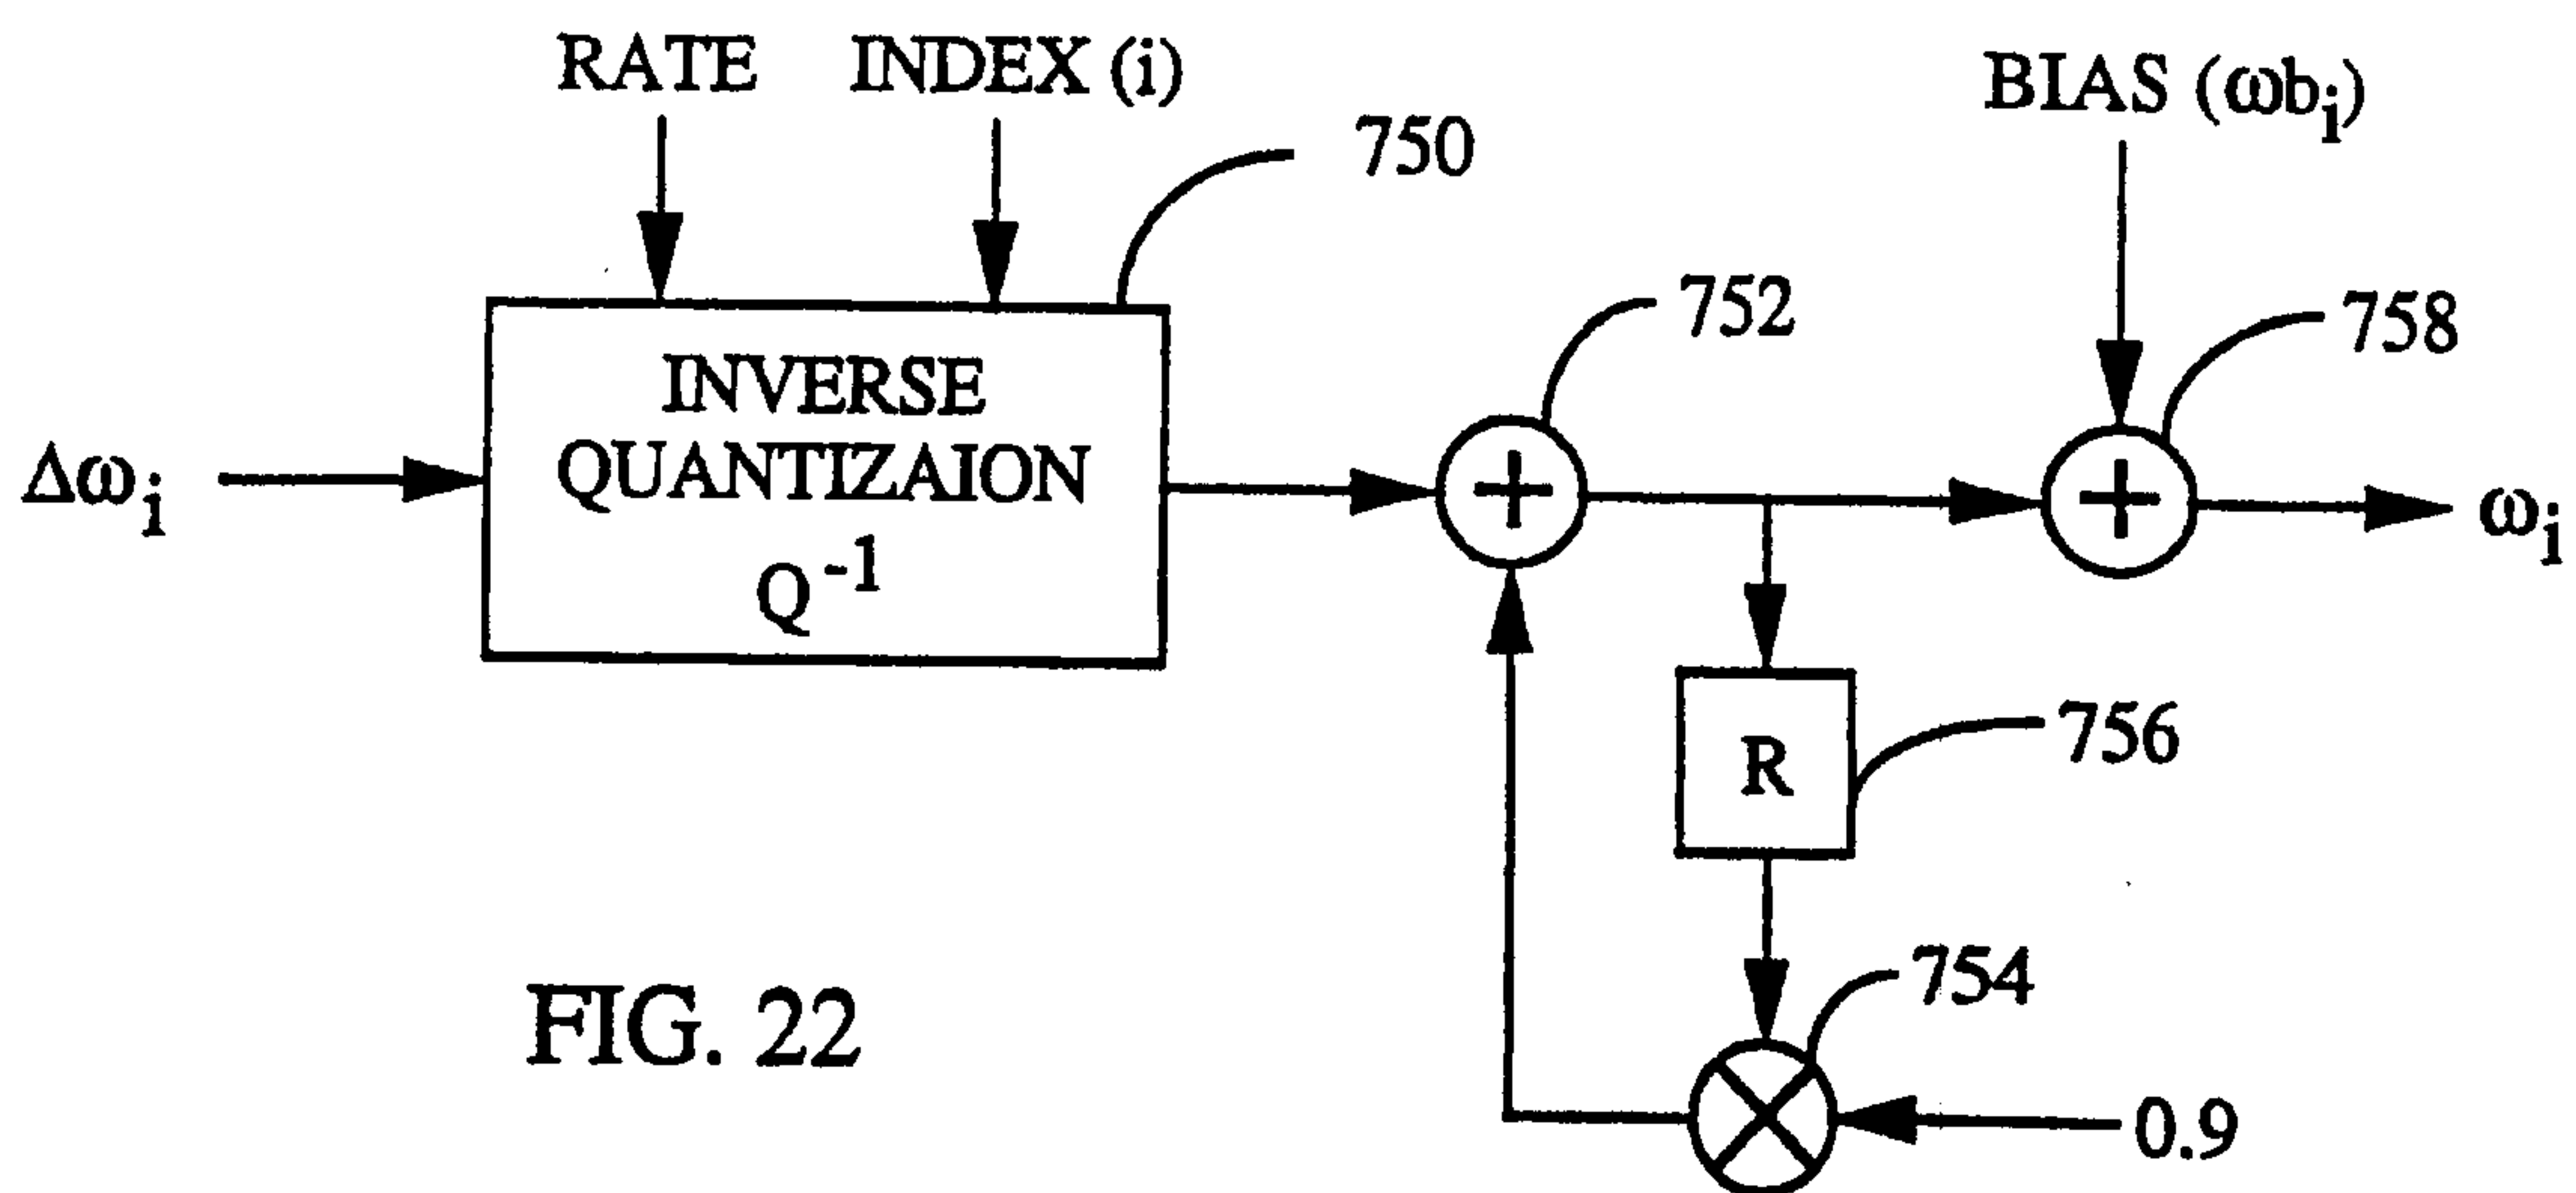 RATE
INDEX (i)
BIAS (ωbi)
750
752
758
INVERSE
QUANTIZAION
Q-1
Δωi
+
+
ωi
R
756
754
0.9
FIG. 22